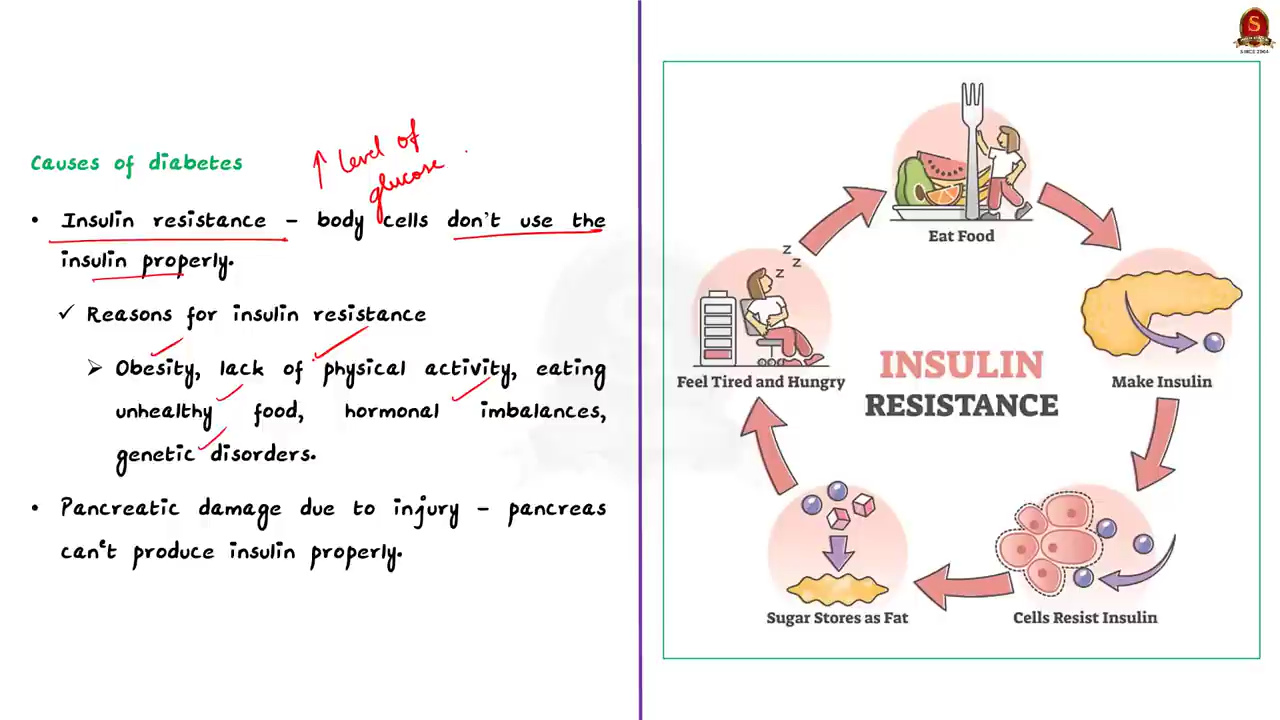 Causes of diabetes
↑ level of
glucose
• Insulin resistance – body cells don't use the
insulin properly.
✓ Reasons for insulin resistance
➢ Obesity, lack of physical activity, eating
unhealthy food, hormonal imbalances,
genetic disorders.
• Pancreatic damage due to injury – pancreas
can't produce insulin properly.
S
SINCE 1964
Eat Food
Make Insulin
Cells Resist Insulin
Sugar Stores as Fat
Feel Tired and Hungry
z
z
z
INSULIN
RESISTANCE